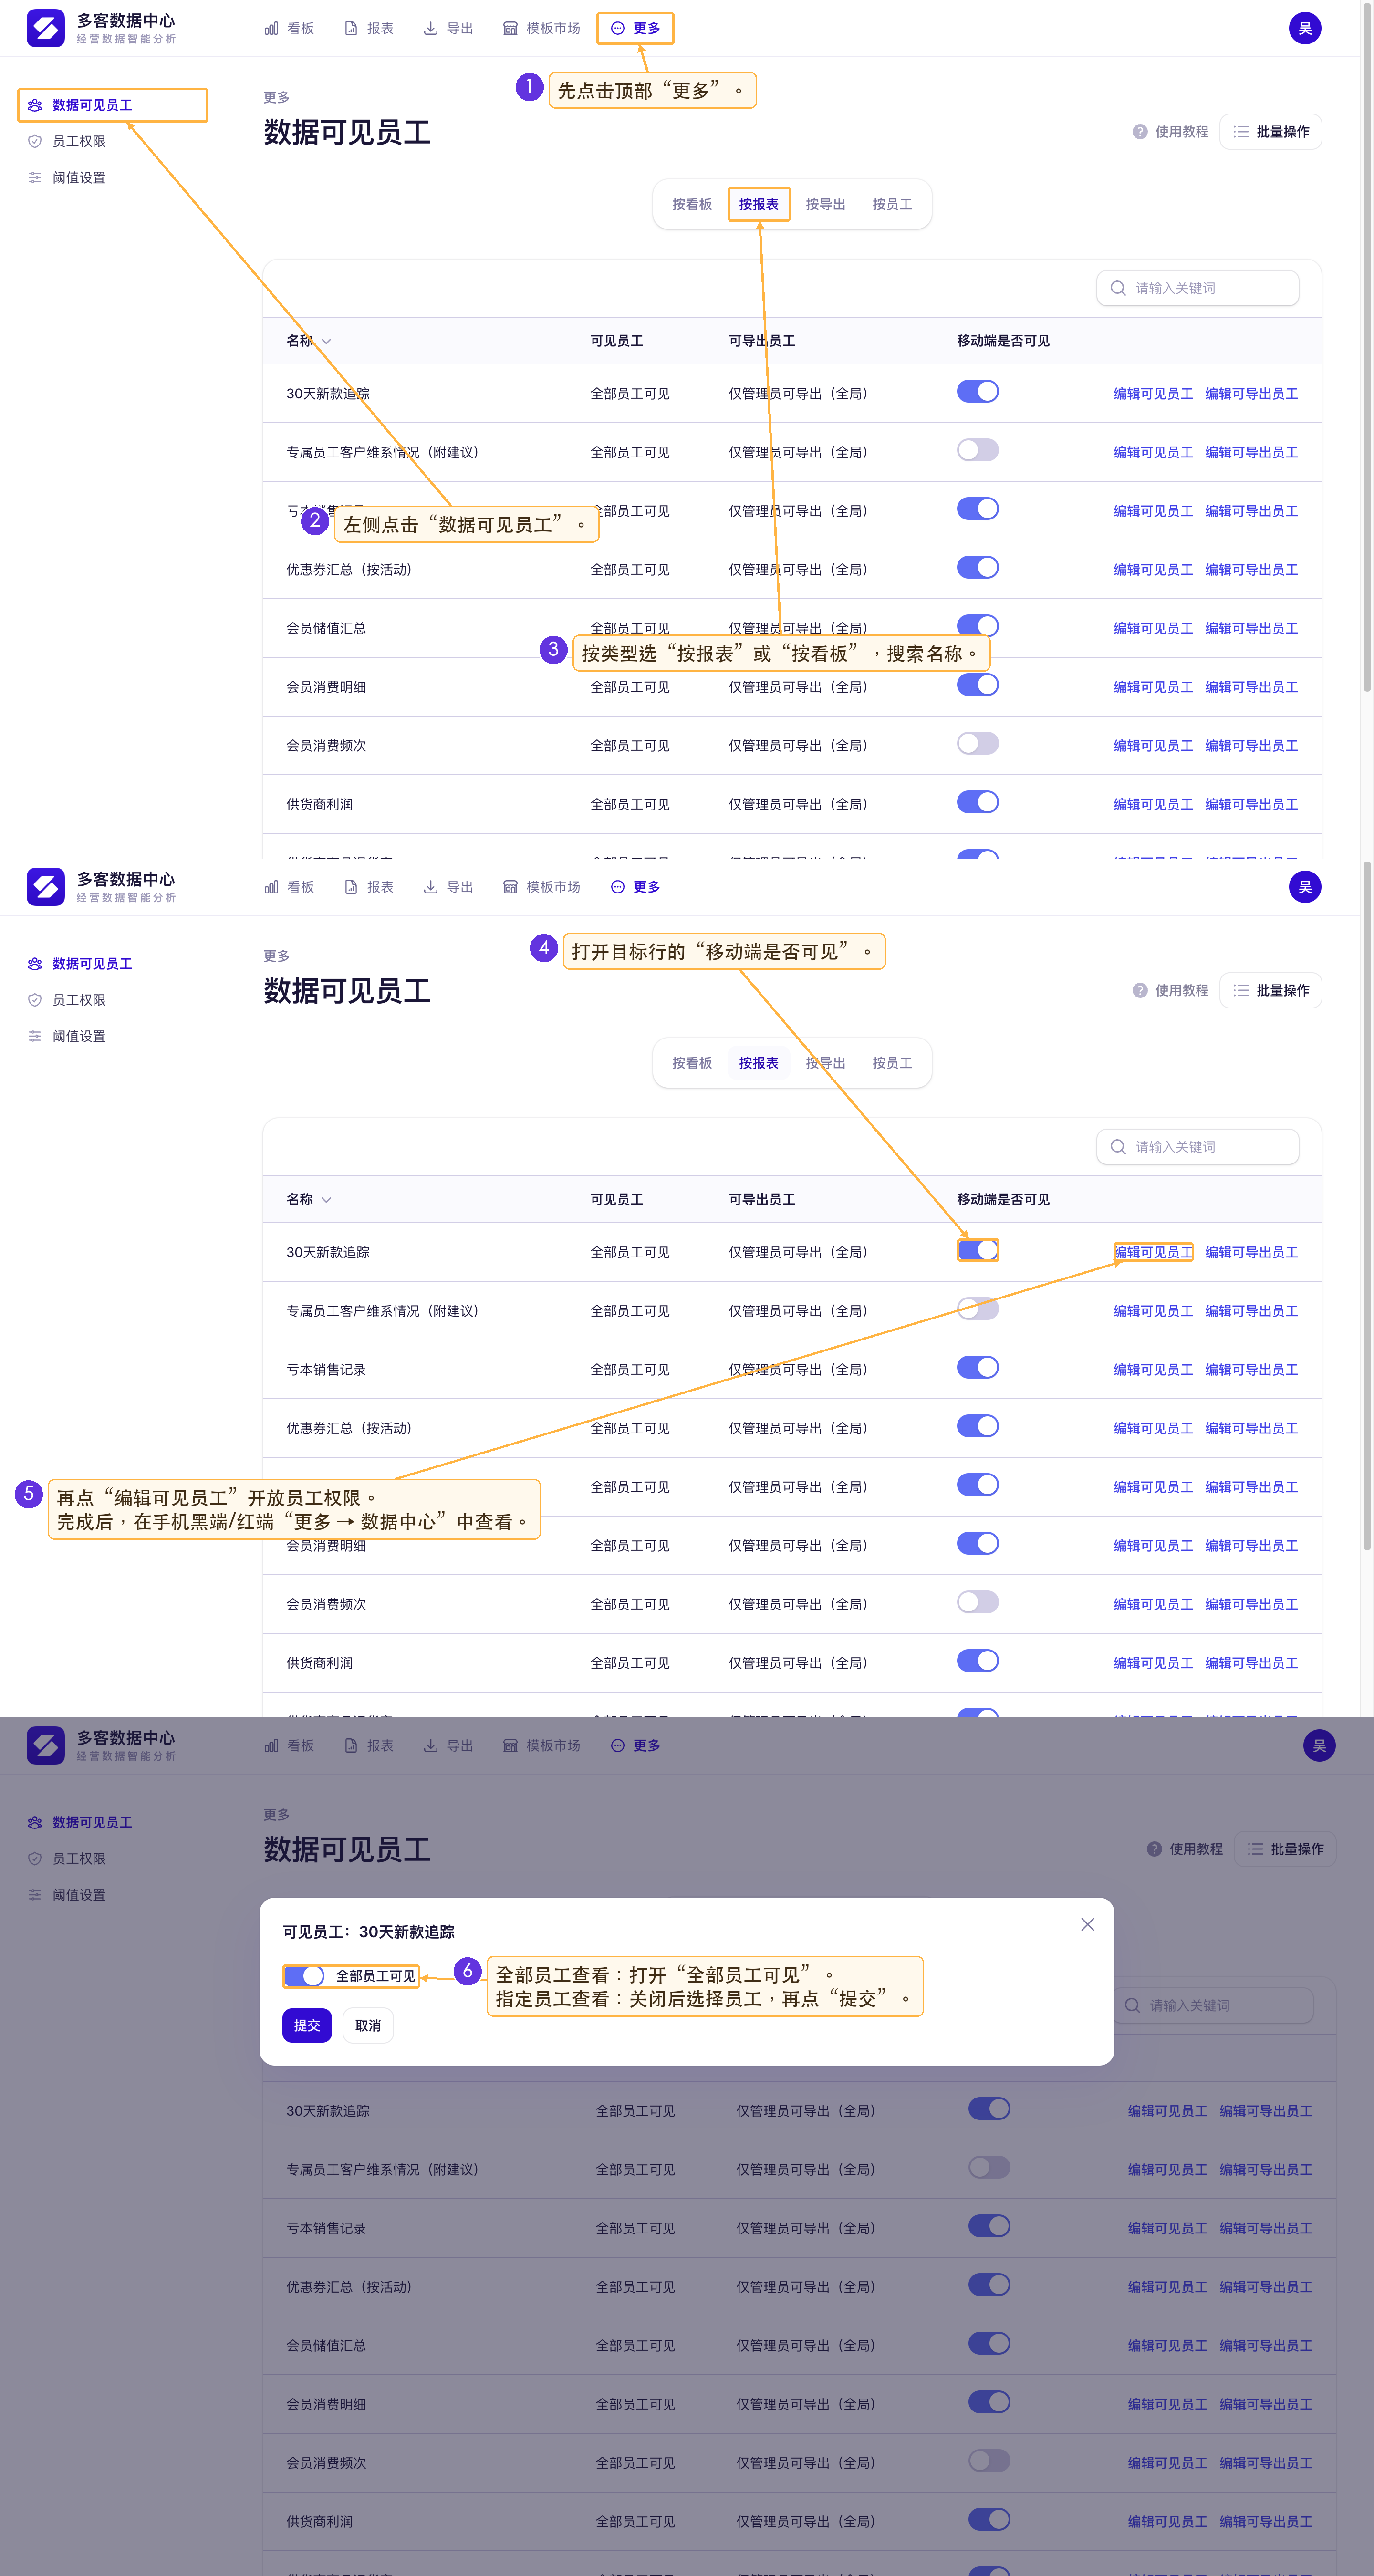 多客数据中心
经营数据智能分析
看板 报表 导出 模板市场 更多 吴
1 先点击顶部“更多”。
数据可见员工
员工权限
阈值设置
更多
数据可见员工
使用教程 批量操作
按看板 按报表 按导出 按员工
请输入关键词
名称 可见员工 可导出员工 移动端是否可见
30天新款追踪 全部员工可见 仅管理员可导出（全局） 编辑可见员工 编辑可导出员工
专属员工客户维系情况（附建议） 全部员工可见 仅管理员可导出（全局） 编辑可见员工 编辑可导出员工
全部员工可见 仅管理员可导出（全局） 编辑可见员工 编辑可导出员工
2 左侧点击“数据可见员工”。
优惠券汇总（按活动） 全部员工可见 仅管理员可导出（全局） 编辑可见员工 编辑可导出员工
会员储值汇总 全部员工可见 仅管理员可导出（全局） 编辑可见员工 编辑可导出员工
3 按类型选“按报表”或“按看板”，搜索名称。
会员消费明细 全部员工可见 仅管理员可导出（全局） 编辑可见员工 编辑可导出员工
会员消费频次 全部员工可见 仅管理员可导出（全局） 编辑可见员工 编辑可导出员工
供货商利润 全部员工可见 仅管理员可导出（全局） 编辑可见员工 编辑可导出员工
多客数据中心
经营数据智能分析
看板 报表 导出 模板市场 更多 吴
4 打开目标行的“移动端是否可见”。
数据可见员工
员工权限
阈值设置
更多
数据可见员工
使用教程 批量操作
按看板 按报表 按导出 按员工
请输入关键词
名称 可见员工 可导出员工 移动端是否可见
30天新款追踪 全部员工可见 仅管理员可导出（全局） 编辑可见员工 编辑可导出员工
专属员工客户维系情况（附建议） 全部员工可见 仅管理员可导出（全局） 编辑可见员工 编辑可导出员工
亏本销售记录 全部员工可见 仅管理员可导出（全局） 编辑可见员工 编辑可导出员工
优惠券汇总（按活动） 全部员工可见 仅管理员可导出（全局） 编辑可见员工 编辑可导出员工
全部员工可见 仅管理员可导出（全局） 编辑可见员工 编辑可导出员工
5 再点“编辑可见员工”开放员工权限。
完成后，在手机黑端/红端“更多 → 数据中心”中查看。
会员消费明细 全部员工可见 仅管理员可导出（全局） 编辑可见员工 编辑可导出员工
会员消费频次 全部员工可见 仅管理员可导出（全局） 编辑可见员工 编辑可导出员工
供货商利润 全部员工可见 仅管理员可导出（全局） 编辑可见员工 编辑可导出员工
多客数据中心
经营数据智能分析
看板 报表 导出 模板市场 更多 吴
数据可见员工
员工权限
阈值设置
更多
数据可见员工
使用教程 批量操作
可见员工：30天新款追踪
全部员工可见
6 全部员工查看：打开“全部员工可见”。
指定员工查看：关闭后选择员工，再点“提交”。
提交 取消
请输入关键词
30天新款追踪 全部员工可见 仅管理员可导出（全局） 编辑可见员工 编辑可导出员工
专属员工客户维系情况（附建议） 全部员工可见 仅管理员可导出（全局） 编辑可见员工 编辑可导出员工
亏本销售记录 全部员工可见 仅管理员可导出（全局） 编辑可见员工 编辑可导出员工
优惠券汇总（按活动） 全部员工可见 仅管理员可导出（全局） 编辑可见员工 编辑可导出员工
会员储值汇总 全部员工可见 仅管理员可导出（全局） 编辑可见员工 编辑可导出员工
会员消费明细 全部员工可见 仅管理员可导出（全局） 编辑可见员工 编辑可导出员工
会员消费频次 全部员工可见 仅管理员可导出（全局） 编辑可见员工 编辑可导出员工
供货商利润 全部员工可见 仅管理员可导出（全局） 编辑可见员工 编辑可导出员工